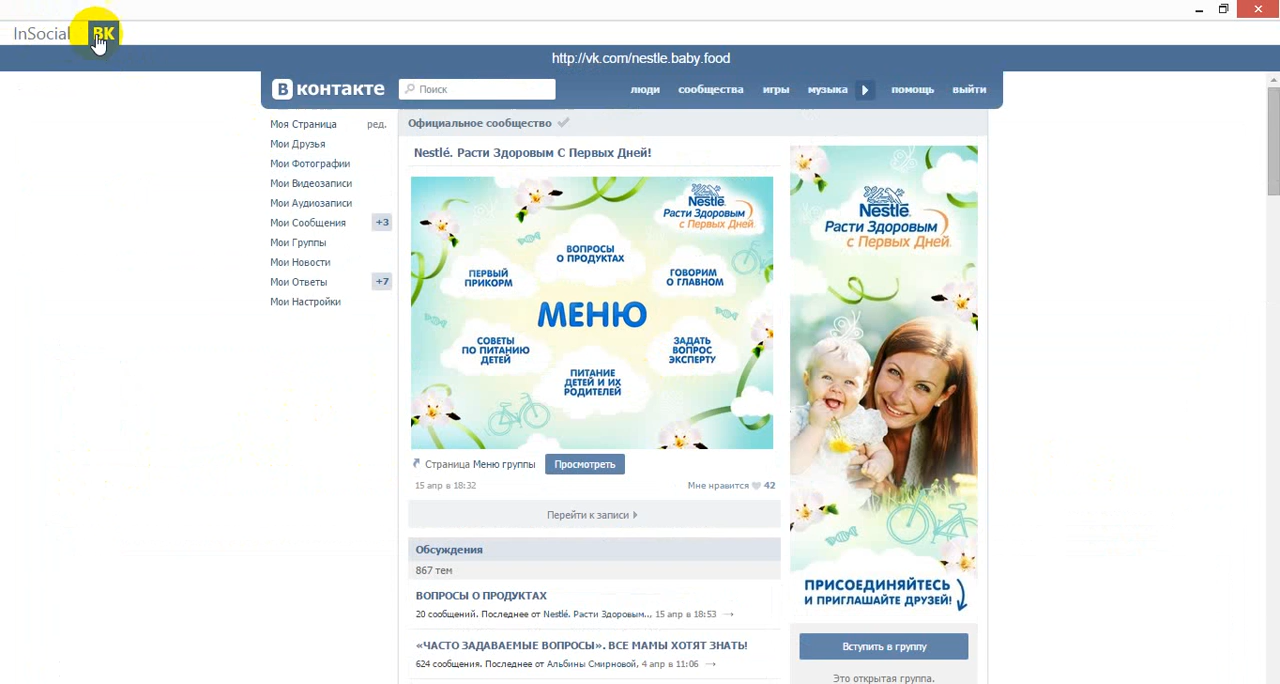 InSocial
ВК
http://vk.com/nestle.baby.food
В контакте
Поиск
люди сообщества игры музыка помощь выйти
Моя Страница ред.
Мои Друзья
Мои Фотографии
Мои Видеозаписи
Мои Аудиозаписи
Мои Сообщения +3
Мои Группы
Мои Новости
Мои Ответы +7
Мои Настройки
Официальное сообщество
Nestlé. Расти Здоровым С Первых Дней!
Nestlé
Расти Здоровым
с Первых Дней
ВОПРОСЫ
О ПРОДУКТАХ
ПЕРВЫЙ
ПРИКОРМ
ГОВОРИМ
О ГЛАВНОМ
МЕНЮ
СОВЕТЫ
ПО ПИТАНИЮ
ДЕТЕЙ
ЗАДАТЬ
ВОПРОС
ЭКСПЕРТУ
ПИТАНИЕ
ДЕТЕЙ И ИХ
РОДИТЕЛЕЙ
Страница Меню группы Просмотреть
15 апр в 18:32 Мне нравится 42
Перейти к записи
Обсуждения
867 тем
ВОПРОСЫ О ПРОДУКТАХ
20 сообщений. Последнее от Nestlé. Расти Здоровым..., 15 апр в 18:53 →
«ЧАСТО ЗАДАВАЕМЫЕ ВОПРОСЫ». ВСЕ МАМЫ ХОТЯТ ЗНАТЬ!
624 сообщения. Последнее от Альбины Смирновой, 4 апр в 11:06 →
Nestlé
Расти Здоровым
с Первых Дней
ПРИСОЕДИНЯЙТЕСЬ
И ПРИГЛАШАЙТЕ ДРУЗЕЙ!
Вступить в группу
Это открытая группа.